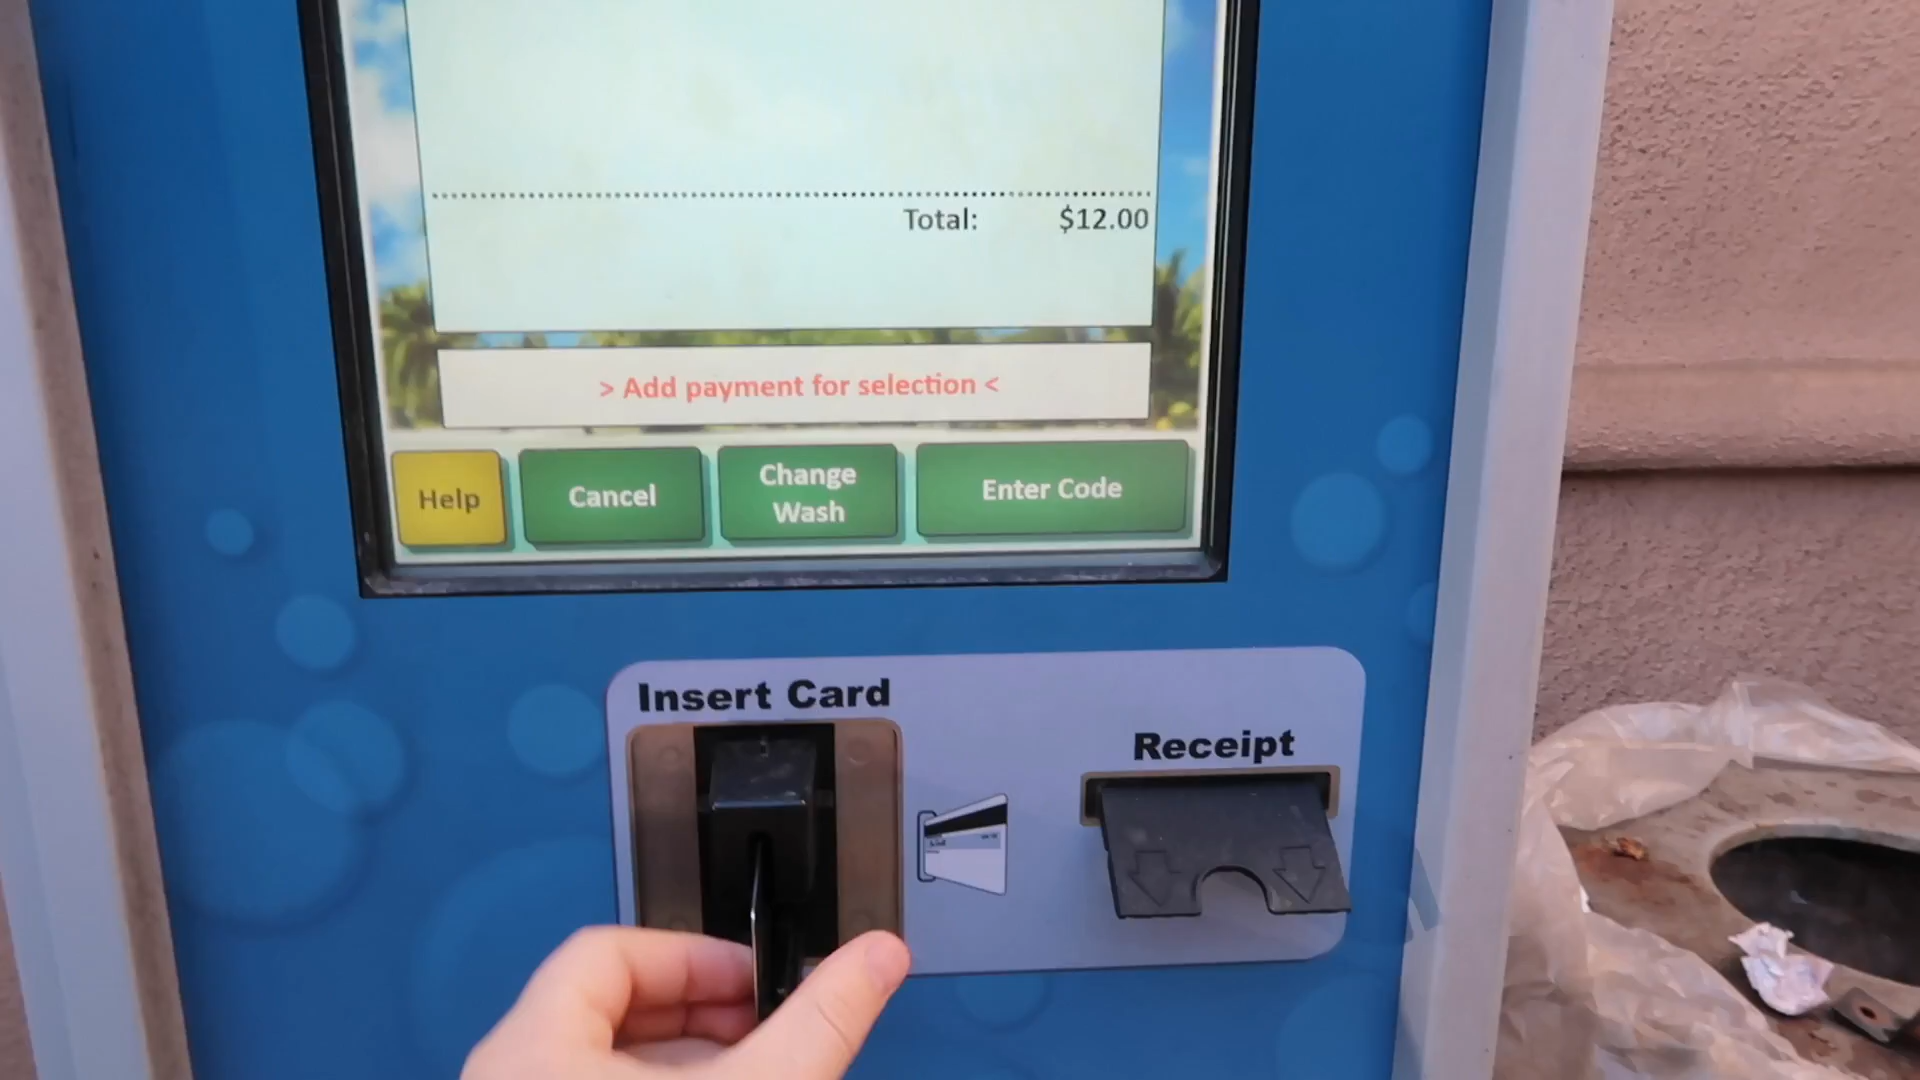 Total: $12.00
> Add payment for selection <
Help
Cancel
Change
Wash
Enter Code
Insert Card
Receipt